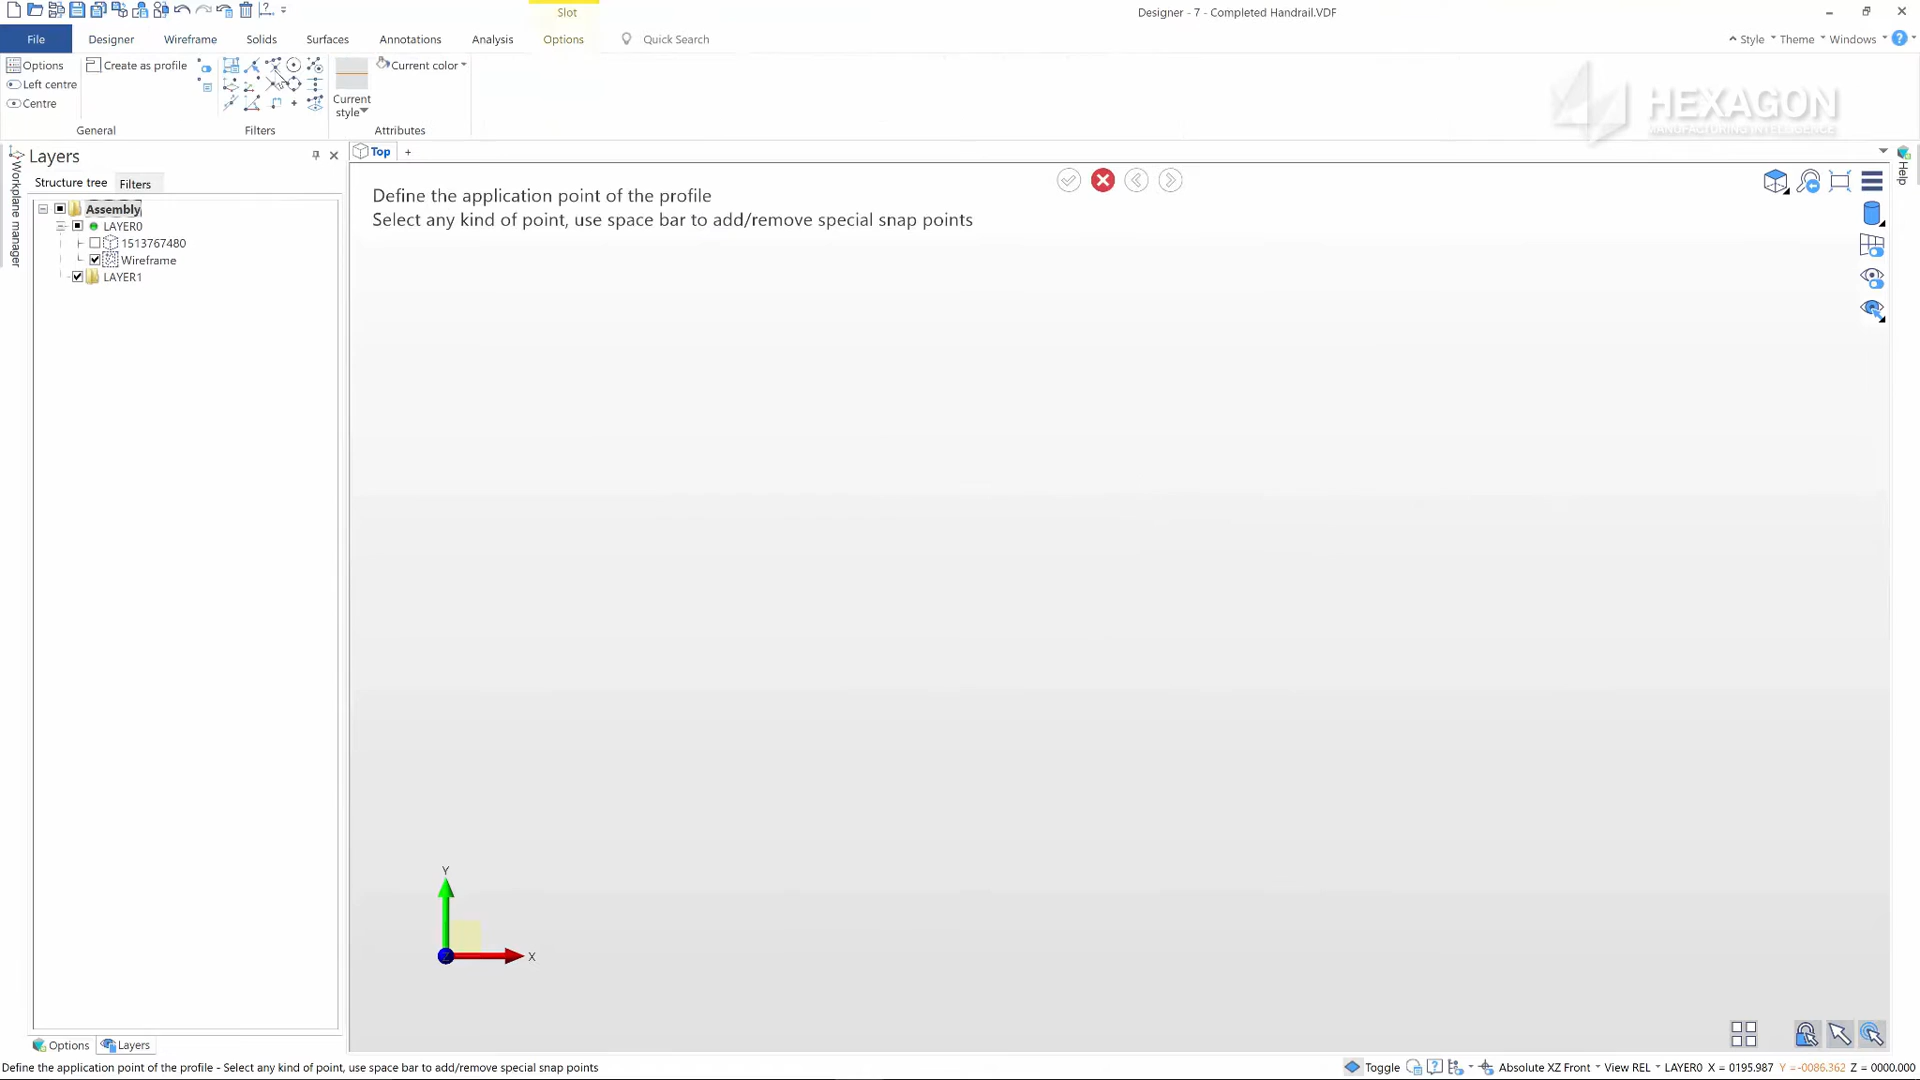 Slot
Designer - 7 - Completed Handrail.VDF
File
Designer
Wireframe
Solids
Surfaces
Annotations
Analysis
Options
Quick Search
Style
Theme
Windows
Options
Left centre
Centre
General
Create as profile
Filters
Current style
Current color
Attributes
HEXAGON
MANUFACTURING INTELLIGENCE
Workplane manager
Layers
Structure tree
Filters
Assembly
LAYER0
1513767480
Wireframe
LAYER1
Top
+
Help
Define the application point of the profile
Select any kind of point, use space bar to add/remove special snap points
Y
Z
X
Options
Layers
Define the application point of the profile - Select any kind of point, use space bar to add/remove special snap points
Toggle
Absolute XZ Front
View REL
LAYER0
X = 0195.987
Y = -0086.362
Z = 0000.000